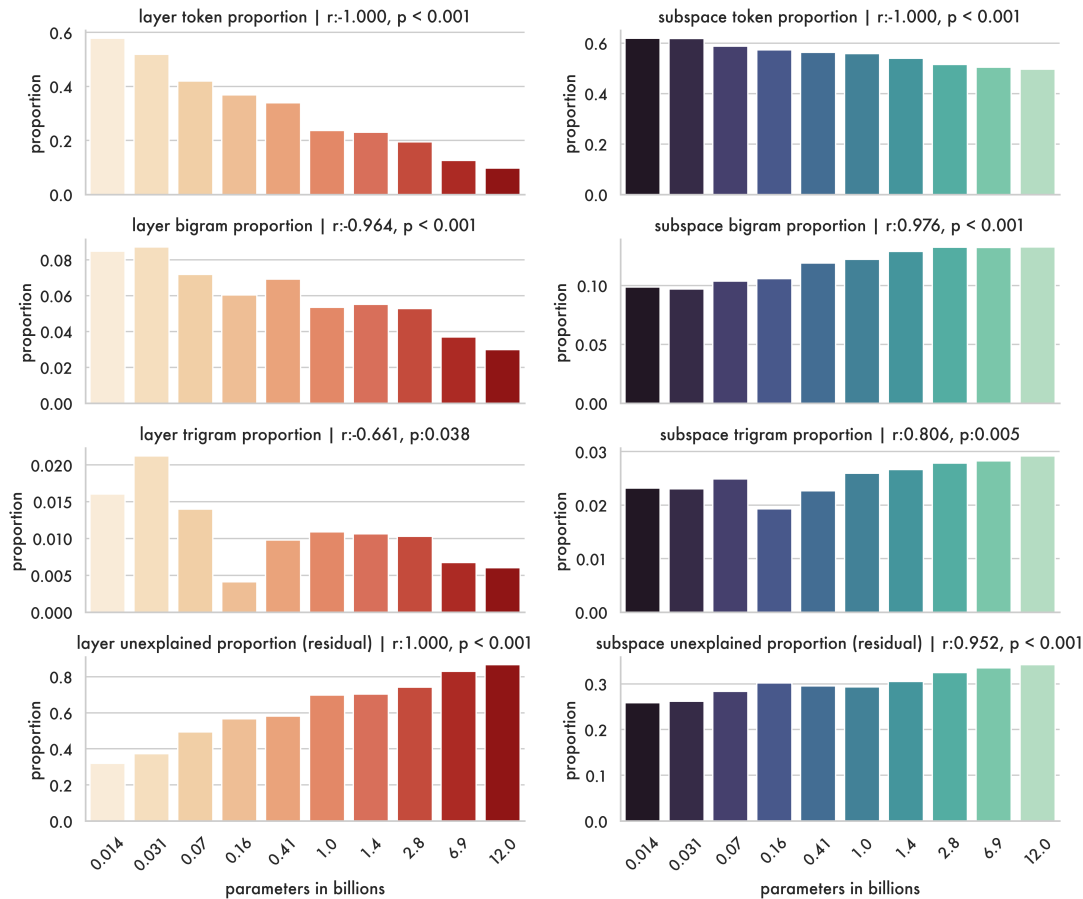 layer token proportion | r:-1.000, p < 0.001
proportion
0.6
0.4
0.2
0.0
subspace token proportion | r:-1.000, p < 0.001
proportion
0.6
0.4
0.2
0.0
layer bigram proportion | r:-0.964, p < 0.001
proportion
0.08
0.06
0.04
0.02
0.00
subspace bigram proportion | r:0.976, p < 0.001
proportion
0.10
0.05
0.00
layer trigram proportion | r:-0.661, p:0.038
proportion
0.020
0.015
0.010
0.005
0.000
subspace trigram proportion | r:0.806, p:0.005
proportion
0.03
0.02
0.01
0.00
layer unexplained proportion (residual) | r:1.000, p < 0.001
proportion
0.8
0.6
0.4
0.2
0.0
0.014 0.031 0.07 0.16 0.41 1.0 1.4 2.8 6.9 12.0
parameters in billions
subspace unexplained proportion (residual) | r:0.952, p < 0.001
proportion
0.3
0.2
0.1
0.0
0.014 0.031 0.07 0.16 0.41 1.0 1.4 2.8 6.9 12.0
parameters in billions